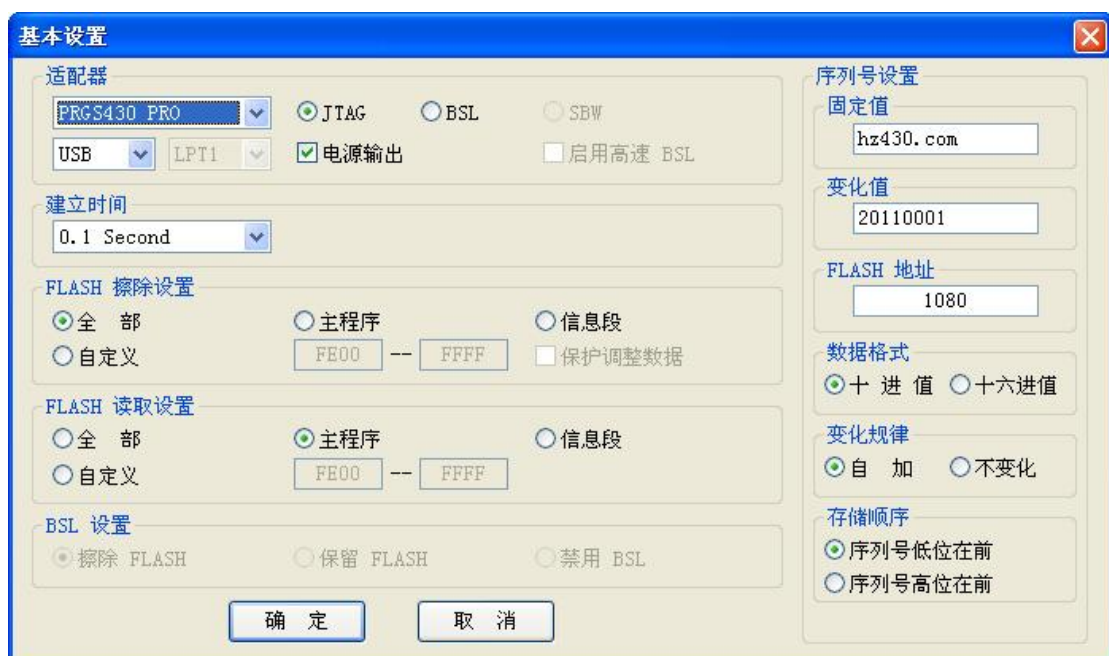 基本设置
适配器
PRGS430 PRO
JTAG
BSL
SBW
USB
LPT1
电源输出
启用高速 BSL
建立时间
0.1 Second
FLASH 擦除设置
全 部
主程序
信息段
自定义
FE00 -- FFFF
保护调整数据
FLASH 读取设置
全 部
主程序
信息段
自定义
FE00 -- FFFF
BSL 设置
擦除 FLASH
保留 FLASH
禁用 BSL
确 定
取 消
序列号设置
固定值
hz430.com
变化值
20110001
FLASH 地址
1080
数据格式
十 进 值
十六进值
变化规律
自 加
不变化
存储顺序
序列号低位在前
序列号高位在前